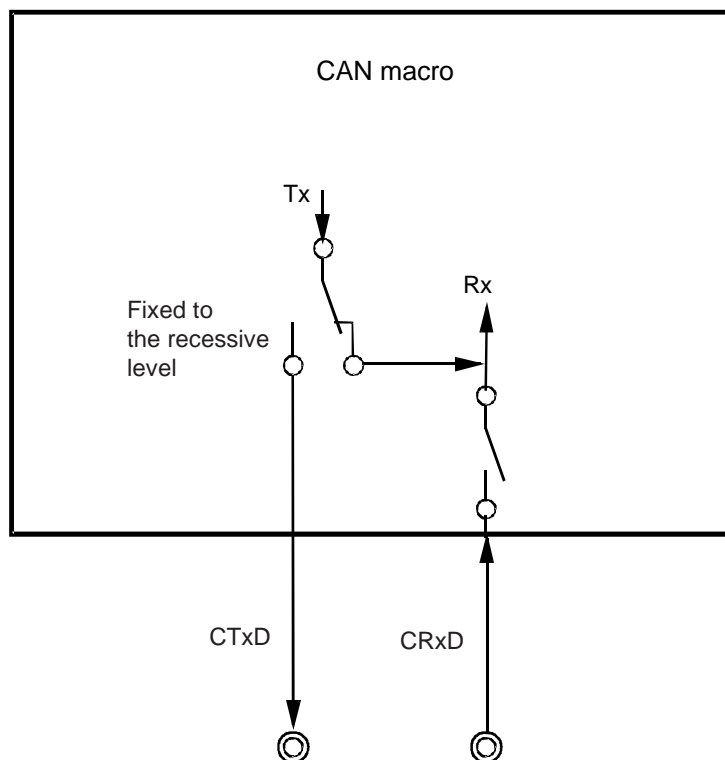 CAN macro
Tx
Rx
Fixed to
the recessive
level
CTxD
CRxD